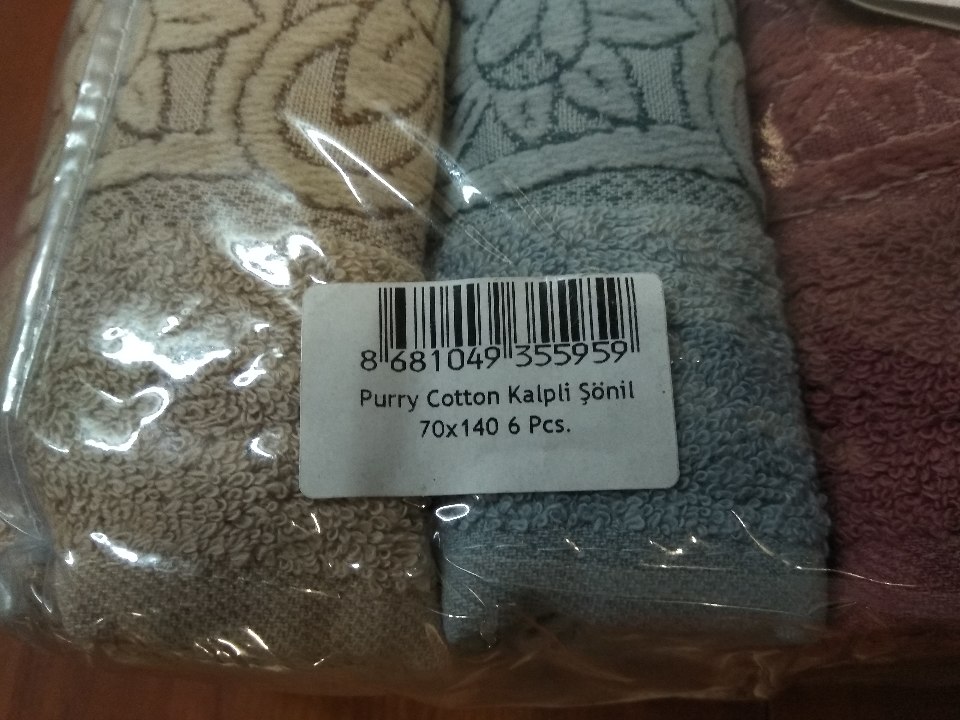 8 681049 355959
Purry Cotton Kalpli Şönil
70x140 6 Pcs.